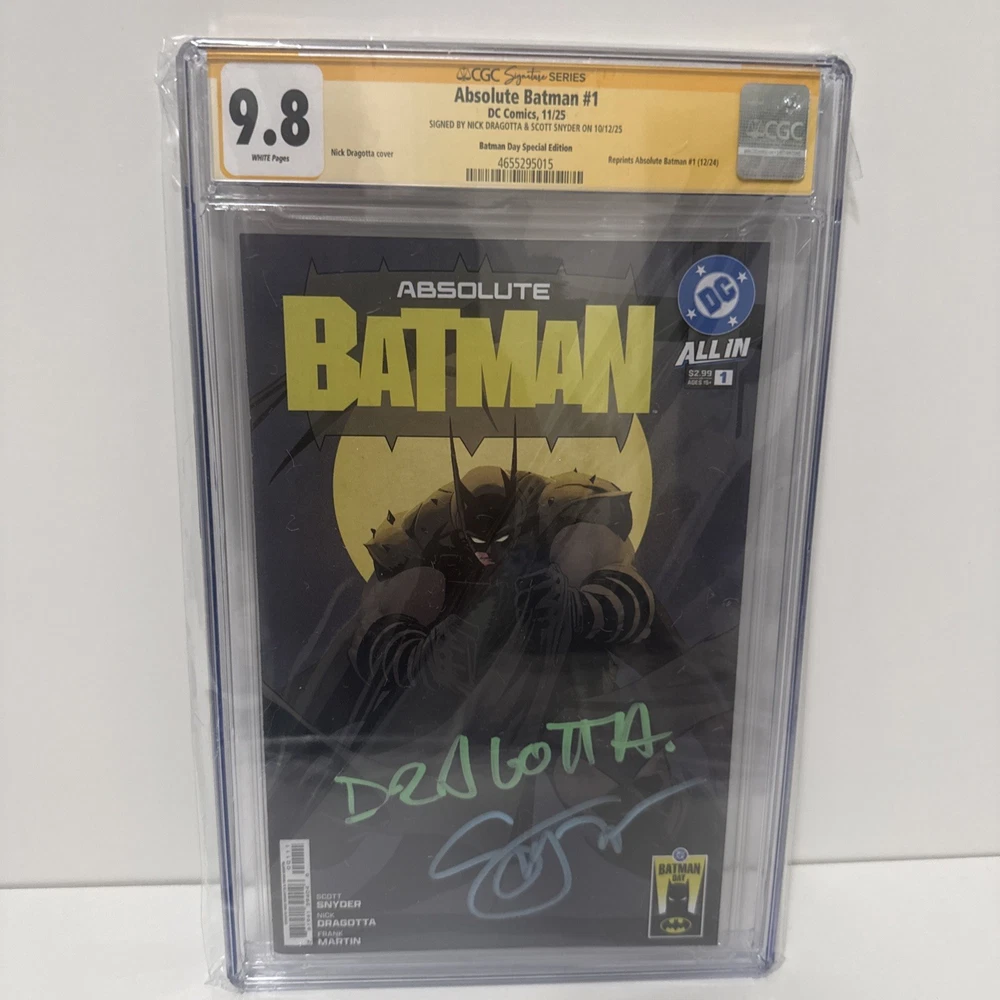 CGC Signature SERIES
Absolute Batman #1
DC Comics, 11/25
SIGNED BY NICK DRAGOTTA & SCOTT SNYDER ON 10/12/25
9.8
WHITE Pages
Nick Dragotta cover
Batman Day Special Edition
4655295015
Reprints Absolute Batman #1 (12/24)
CGC
ABSOLUTE
BATMAN
DC
ALL IN
$2.99
AGES 15+
1
DRAGOTTA.
00111
SCOTT
SNYDER
NICK
DRAGOTTA
FRANK
MARTIN
BATMAN
DAY